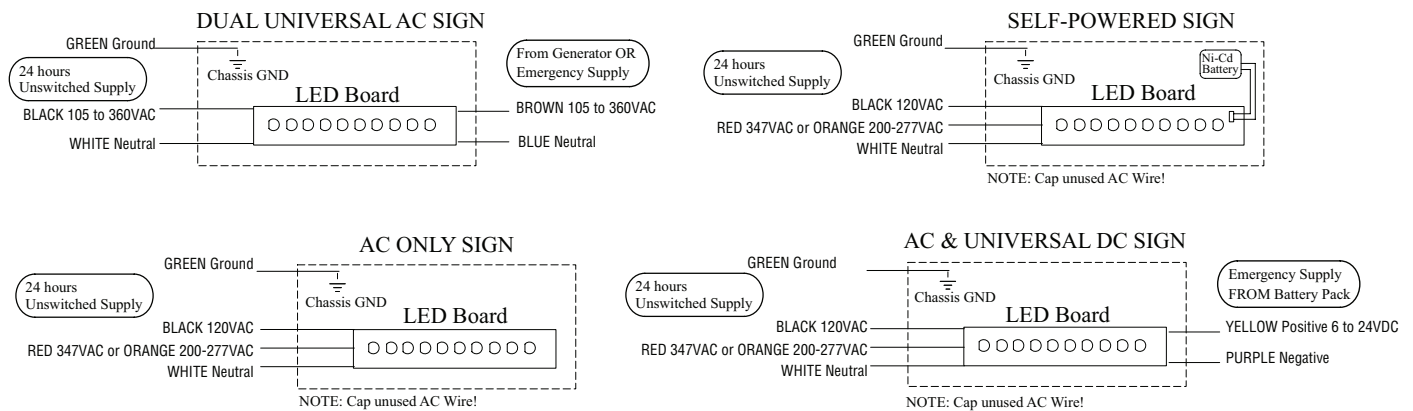 DUAL UNIVERSAL AC SIGN
GREEN Ground
Chassis GND
24 hours
Unswitched Supply
From Generator OR
Emergency Supply
LED Board
BLACK 105 to 360VAC
BROWN 105 to 360VAC
WHITE Neutral
BLUE Neutral
SELF-POWERED SIGN
GREEN Ground
Chassis GND
Ni-Cd
Battery
24 hours
Unswitched Supply
LED Board
BLACK 120VAC
RED 347VAC or ORANGE 200-277VAC
WHITE Neutral
NOTE: Cap unused AC Wire!
AC ONLY SIGN
GREEN Ground
Chassis GND
24 hours
Unswitched Supply
LED Board
BLACK 120VAC
RED 347VAC or ORANGE 200-277VAC
WHITE Neutral
NOTE: Cap unused AC Wire!
AC & UNIVERSAL DC SIGN
GREEN Ground
Chassis GND
24 hours
Unswitched Supply
Emergency Supply
FROM Battery Pack
LED Board
BLACK 120VAC
YELLOW Positive 6 to 24VDC
RED 347VAC or ORANGE 200-277VAC
PURPLE Negative
WHITE Neutral
NOTE: Cap unused AC Wire!